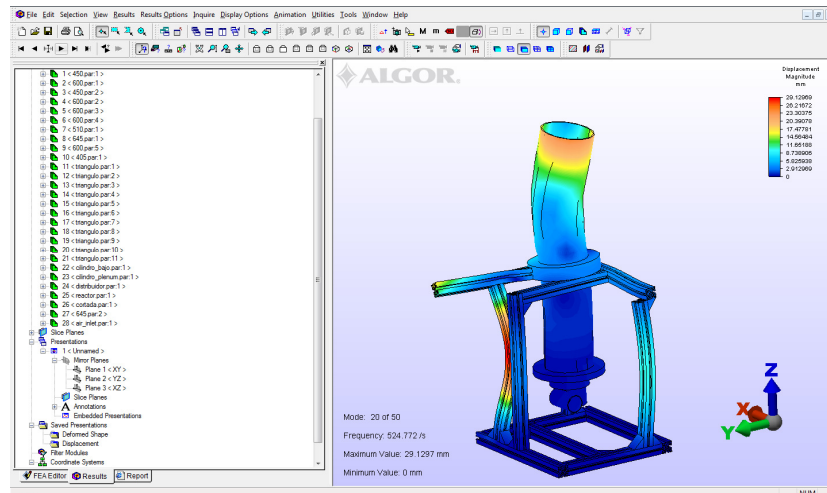 File Edit Selection View Results Results Options Inquire Display Options Animation Utilities Tools Window Help
M m
1 < 450.par:1 >
2 < 600.par:1 >
3 < 450.par:2 >
4 < 600.par:2 >
5 < 600.par:3 >
6 < 600.par:4 >
7 < 510.par:1 >
8 < 645.par:1 >
9 < 600.par:5 >
10 < 405.par:1 >
11 < triangulo.par:1 >
12 < triangulo.par:2 >
13 < triangulo.par:3 >
14 < triangulo.par:4 >
15 < triangulo.par:5 >
16 < triangulo.par:6 >
17 < triangulo.par:7 >
18 < triangulo.par:8 >
19 < triangulo.par:9 >
20 < triangulo.par:10 >
21 < triangulo.par:11 >
22 < cilindro_bajo.par:1 >
23 < cilindro_plenum.par:1 >
24 < distribuidor.par:1 >
25 < reactor.par:1 >
26 < cortada.par:1 >
27 < 645.par:2 >
28 < air_inlet.par:1 >
Slice Planes
Presentations
1 < Unnamed >
Mirror Planes
Plane 1 < XY >
Plane 2 < YZ >
Plane 3 < XZ >
Slice Planes
A Annotations
Embedded Presentations
Saved Presentations
Deformed Shape
Displacement
Filter Modules
Coordinate Systems
FEA Editor Results Report
ALGOR.
Displacement
Magnitude
mm
29.12969
26.21672
23.30375
20.39078
17.47781
14.56484
11.65188
8.738906
5.825938
2.912969
0
Mode: 20 of 50
Frequency: 524.772 /s
Maximum Value: 29.1297 mm
Minimum Value: 0 mm
Z
X
Y
NUM